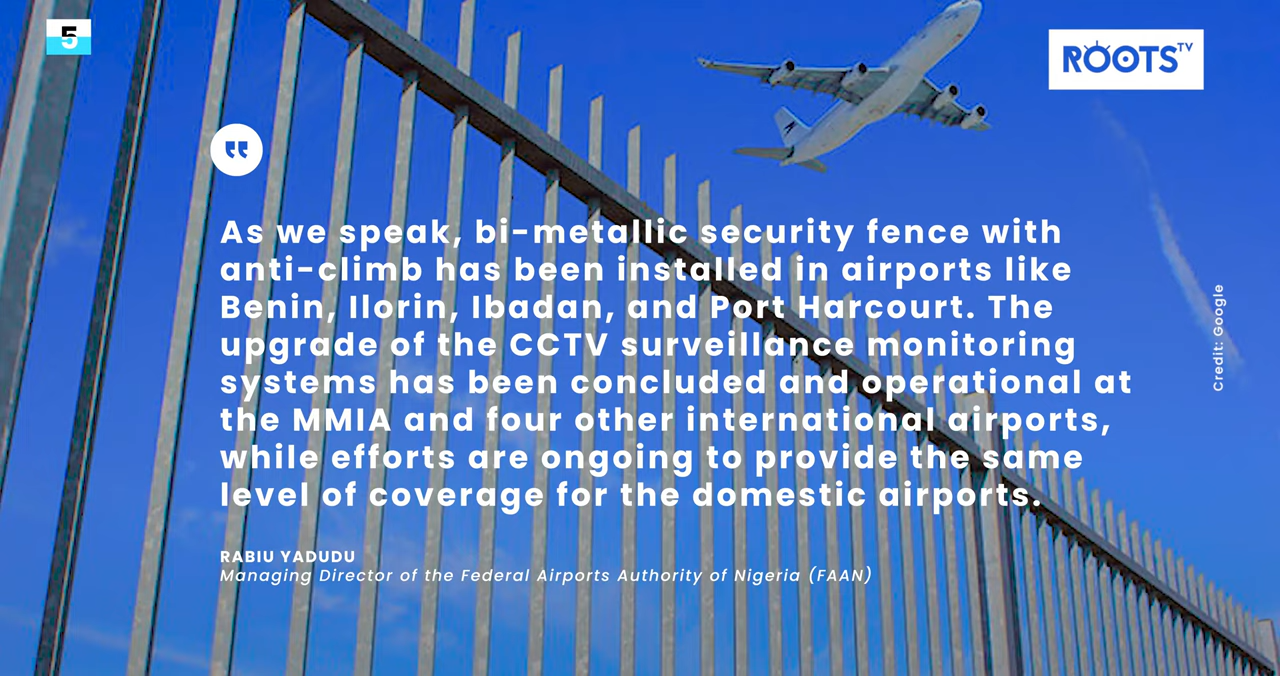 5
ROOTS TV
As we speak, bi-metallic security fence with
anti-climb has been installed in airports like
Benin, Ilorin, Ibadan, and Port Harcourt. The
upgrade of the CCTV surveillance monitoring
systems has been concluded and operational at
the MMIA and four other international airports,
while efforts are ongoing to provide the same
level of coverage for the domestic airports.
RABIU YADUDU
Managing Director of the Federal Airports Authority of Nigeria (FAAN)
Credit: Google